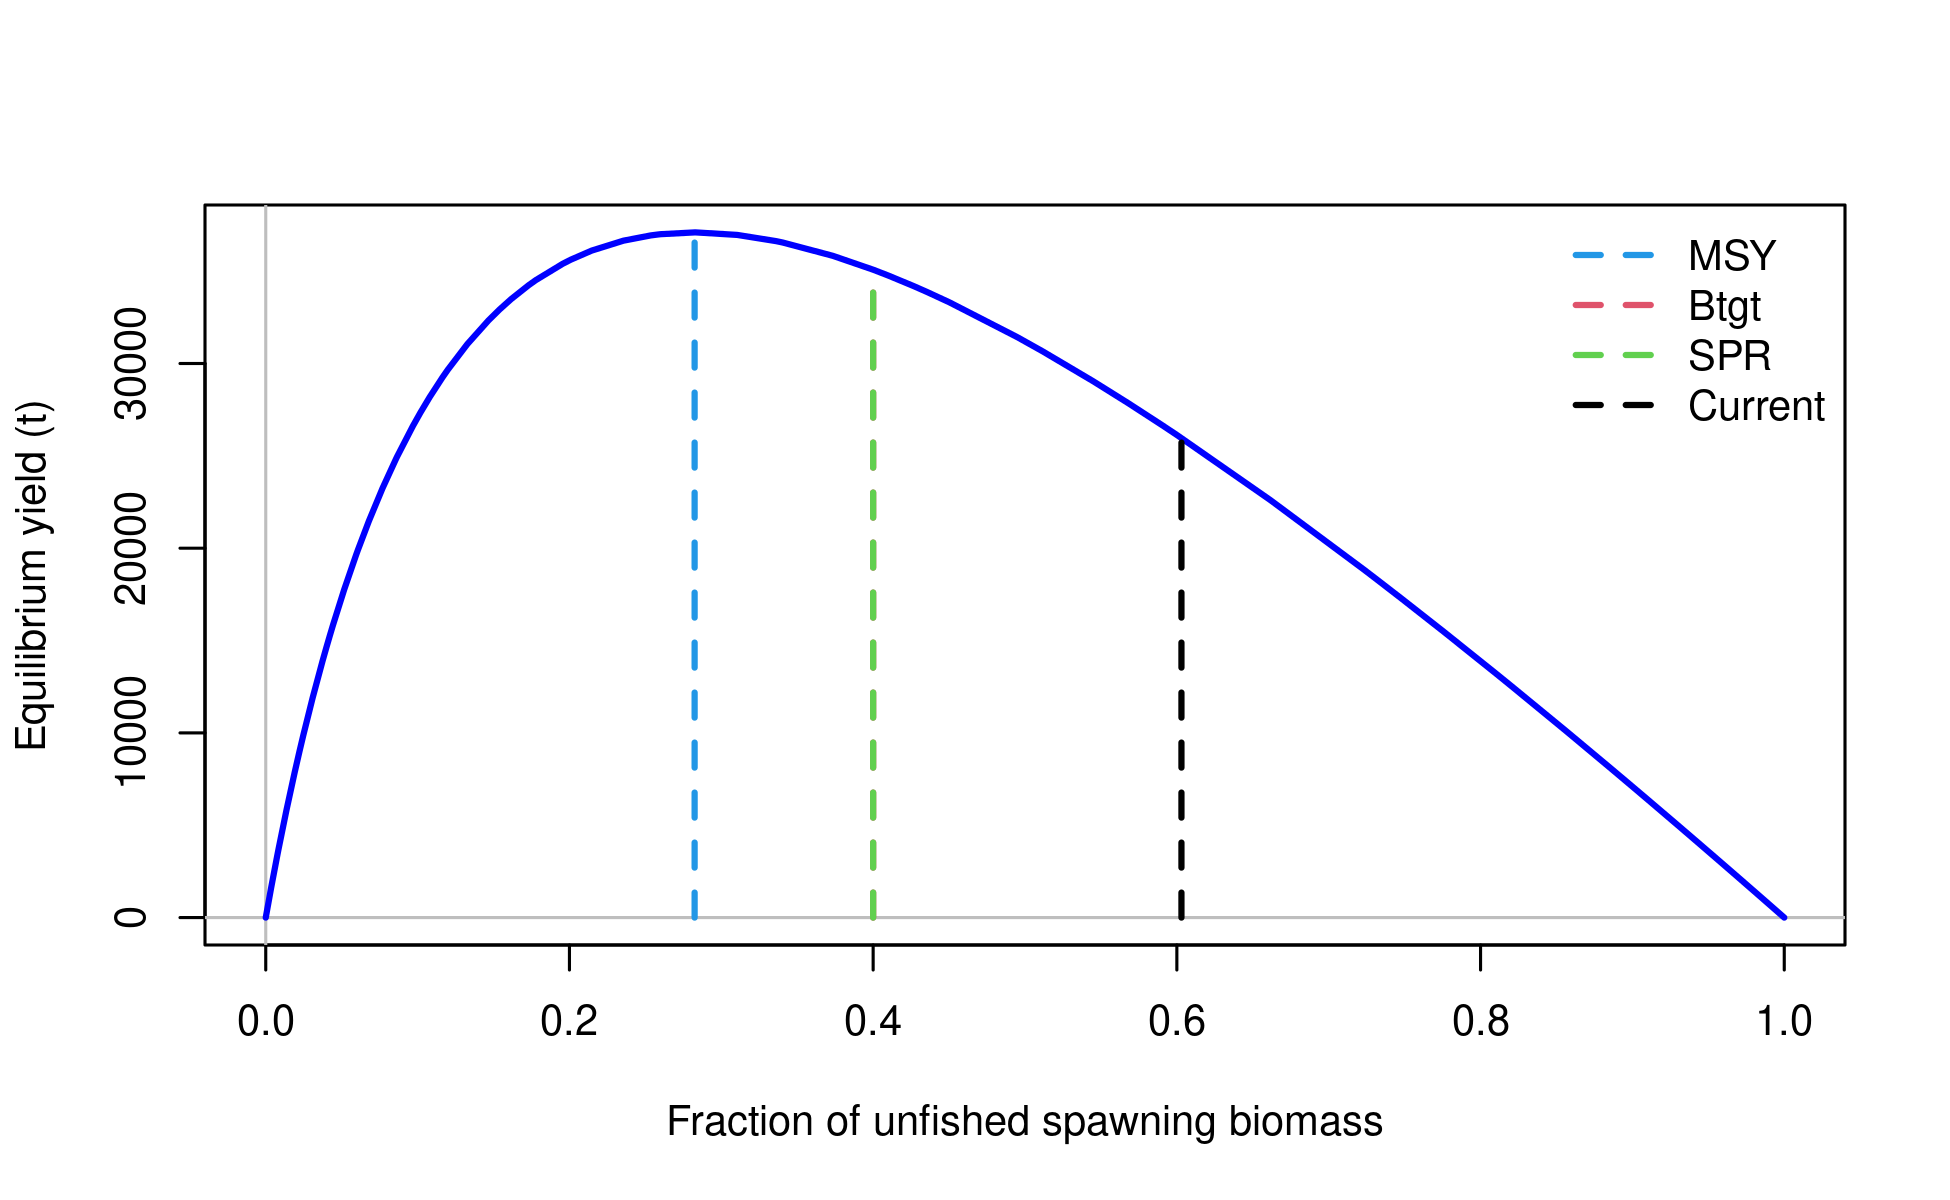 MSY
Btgt
SPR
Current
Equilibrium yield (t)
30000
20000
10000
0
0.0 0.2 0.4 0.6 0.8 1.0
Fraction of unfished spawning biomass